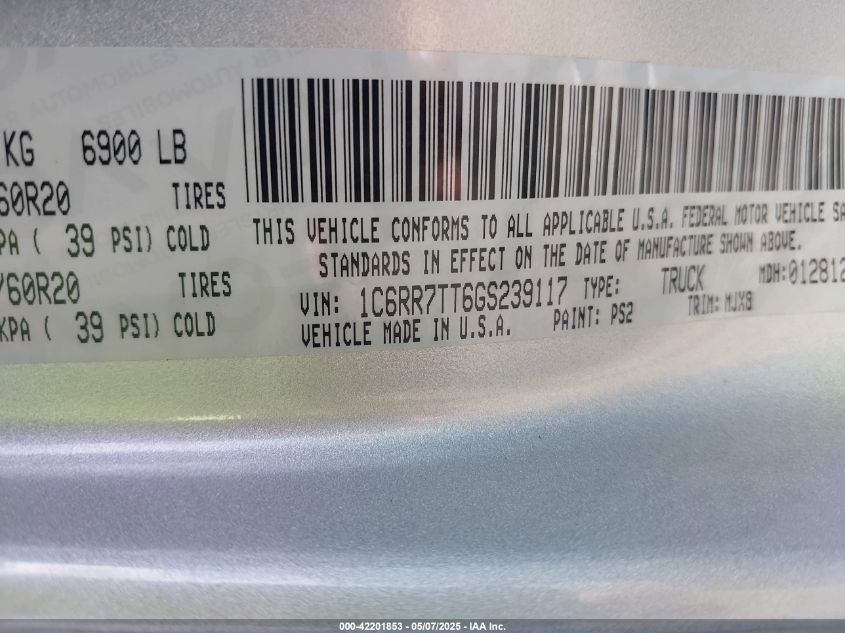 KG 6900 LB
60R20 TIRES
PA ( 39 PSI) COLD
/60R20 TIRES
KPA ( 39 PSI) COLD
THIS VEHICLE CONFORMS TO ALL APPLICABLE U.S.A. FEDERAL MOTOR VEHICLE SA
STANDARDS IN EFFECT ON THE DATE OF MANUFACTURE SHOWN ABOVE.
VIN: 1C6RR7TT6GS239117 TYPE: TRUCK MDH:012812
VEHICLE MADE IN U.S.A. PAINT: PS2 TRIM: MJX8
000-42201853 - 05/07/2025 - IAA Inc.